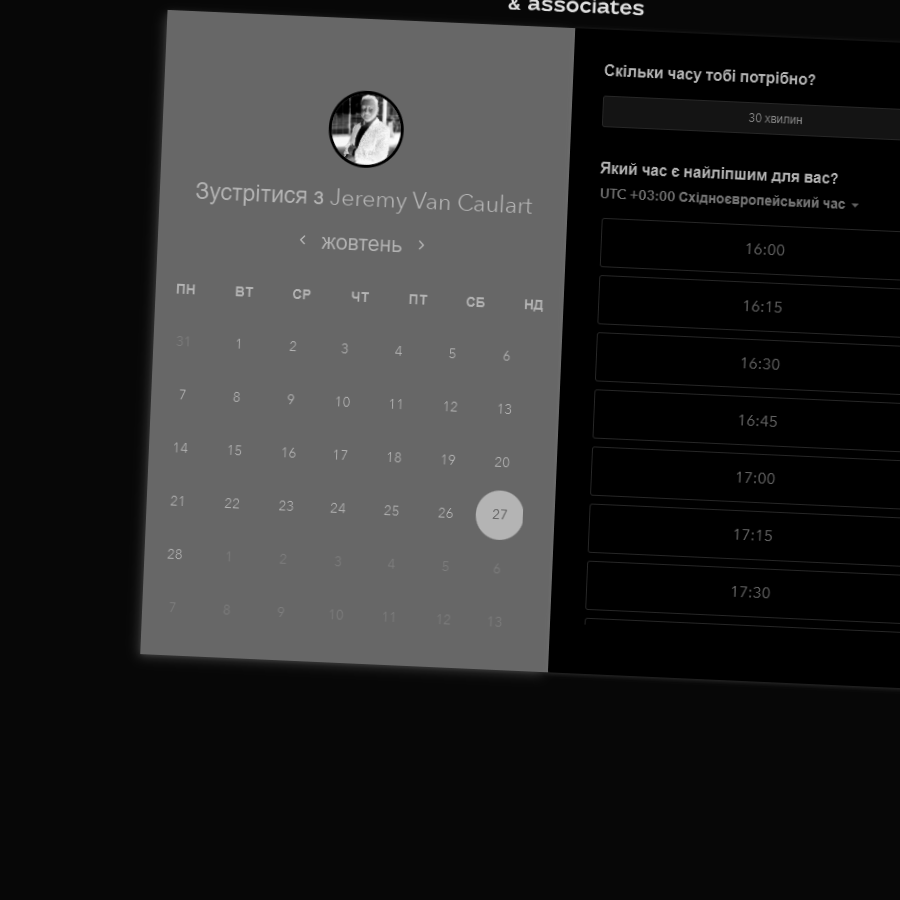 & associates
Зустрітися з Jeremy Van Caulart
‹ жовтень ›
ПН ВТ СР ЧТ ПТ СБ НД
31 1 2 3 4 5 6
7 8 9 10 11 12 13
14 15 16 17 18 19 20
21 22 23 24 25 26 27
28 1 2 3 4 5 6
7 8 9 10 11 12 13
Скільки часу тобі потрібно?
30 хвилин
Який час є найліпшим для вас?
UTC +03:00 Східноєвропейський час
16:00
16:15
16:30
16:45
17:00
17:15
17:30